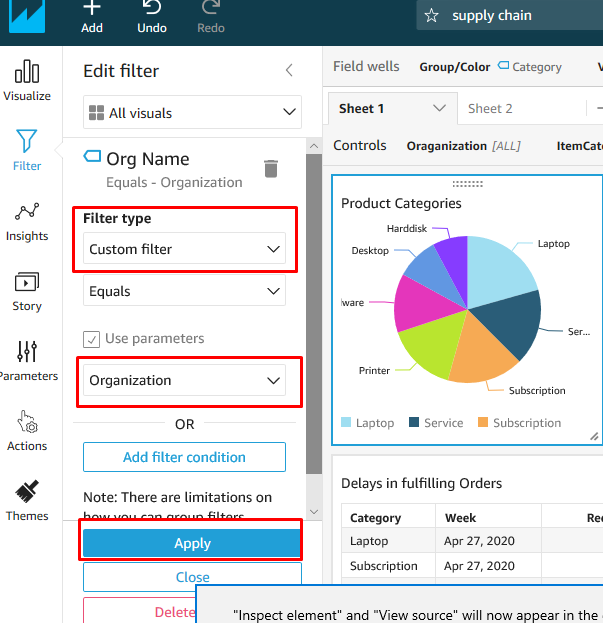 Add
Undo
Redo
supply chain
Visualize
Filter
Insights
Story
Parameters
Actions
Themes
Edit filter
All visuals
Org Name
Equals - Organization
Filter type
Custom filter
Equals
Use parameters
Organization
OR
Add filter condition
Note: There are limitations on
how you can group filters
Apply
Close
Delete
Field wells Group/Color Category
Sheet 1
Sheet 2
Controls Oraganization [ALL] ItemCate
Product Categories
Harddisk
Laptop
Desktop
lware
Ser...
Printer
Subscription
Laptop Service Subscription
Delays in fulfilling Orders
Category Week Rec
Laptop Apr 27, 2020
Subscription Apr 27, 2020
"Inspect element" and "View source" will now appear in the